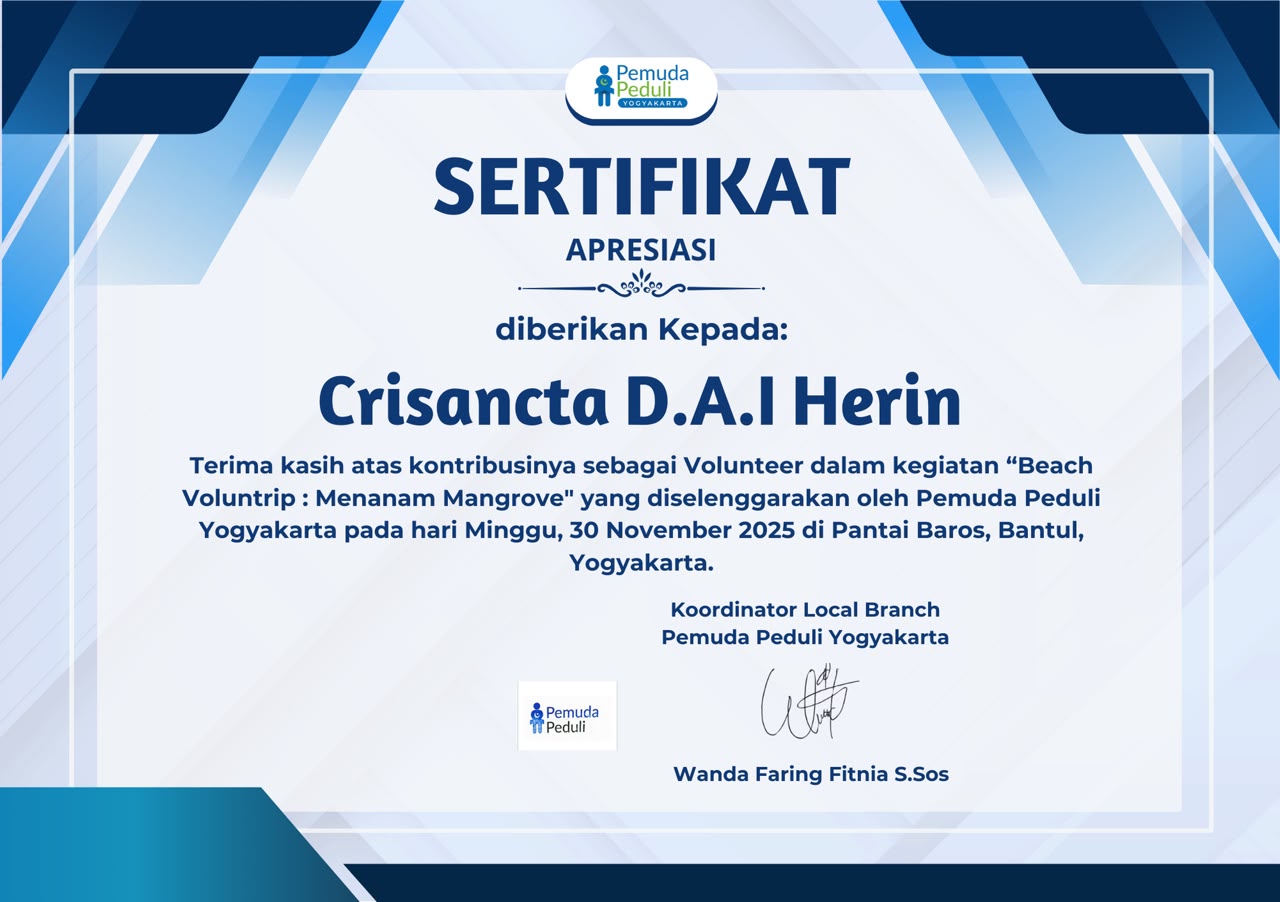 Pemuda
Peduli
YOGYAKARTA
SERTIFIKAT
APRESIASI
diberikan Kepada:
Crisancta D.A.I Herin
Terima kasih atas kontribusinya sebagai Volunteer dalam kegiatan “Beach
Voluntrip : Menanam Mangrove" yang diselenggarakan oleh Pemuda Peduli
Yogyakarta pada hari Minggu, 30 November 2025 di Pantai Baros, Bantul,
Yogyakarta.
Koordinator Local Branch
Pemuda Peduli Yogyakarta
Pemuda
Peduli
Wanda Faring Fitnia S.Sos